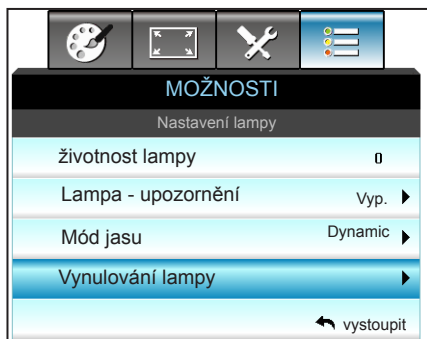 MOŽNOSTI
Nastavení lampy
životnost lampy 0
Lampa - upozornění Vyp.
Mód jasu Dynamic
Vynulování lampy
vystoupit